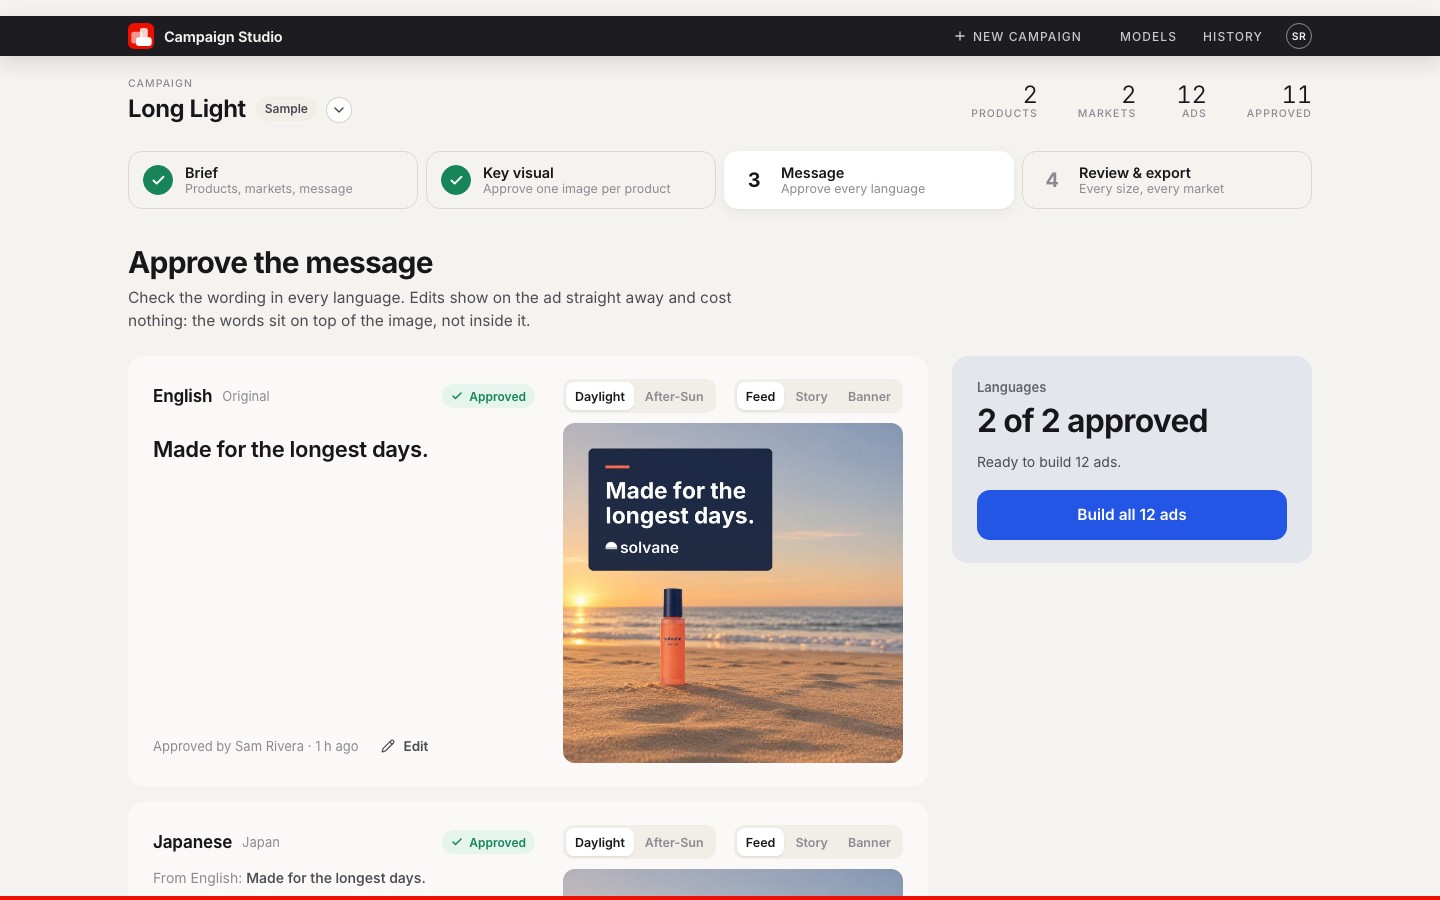 Campaign Studio
NEW CAMPAIGN
MODELS
HISTORY
SR
CAMPAIGN
Long Light
Sample
2
PRODUCTS
2
MARKETS
12
ADS
11
APPROVED
Brief
Products, markets, message
Key visual
Approve one image per product
3
Message
Approve every language
4
Review & export
Every size, every market
Approve the message
Check the wording in every language. Edits show on the ad straight away and cost
nothing: the words sit on top of the image, not inside it.
English Original
Approved
Made for the longest days.
Approved by Sam Rivera · 1 h ago
Edit
Daylight After-Sun
Feed Story Banner
Made for the
longest days.
solvane
solvane
Languages
2 of 2 approved
Ready to build 12 ads.
Build all 12 ads
Japanese Japan
Approved
From English: Made for the longest days.
Daylight After-Sun
Feed Story Banner